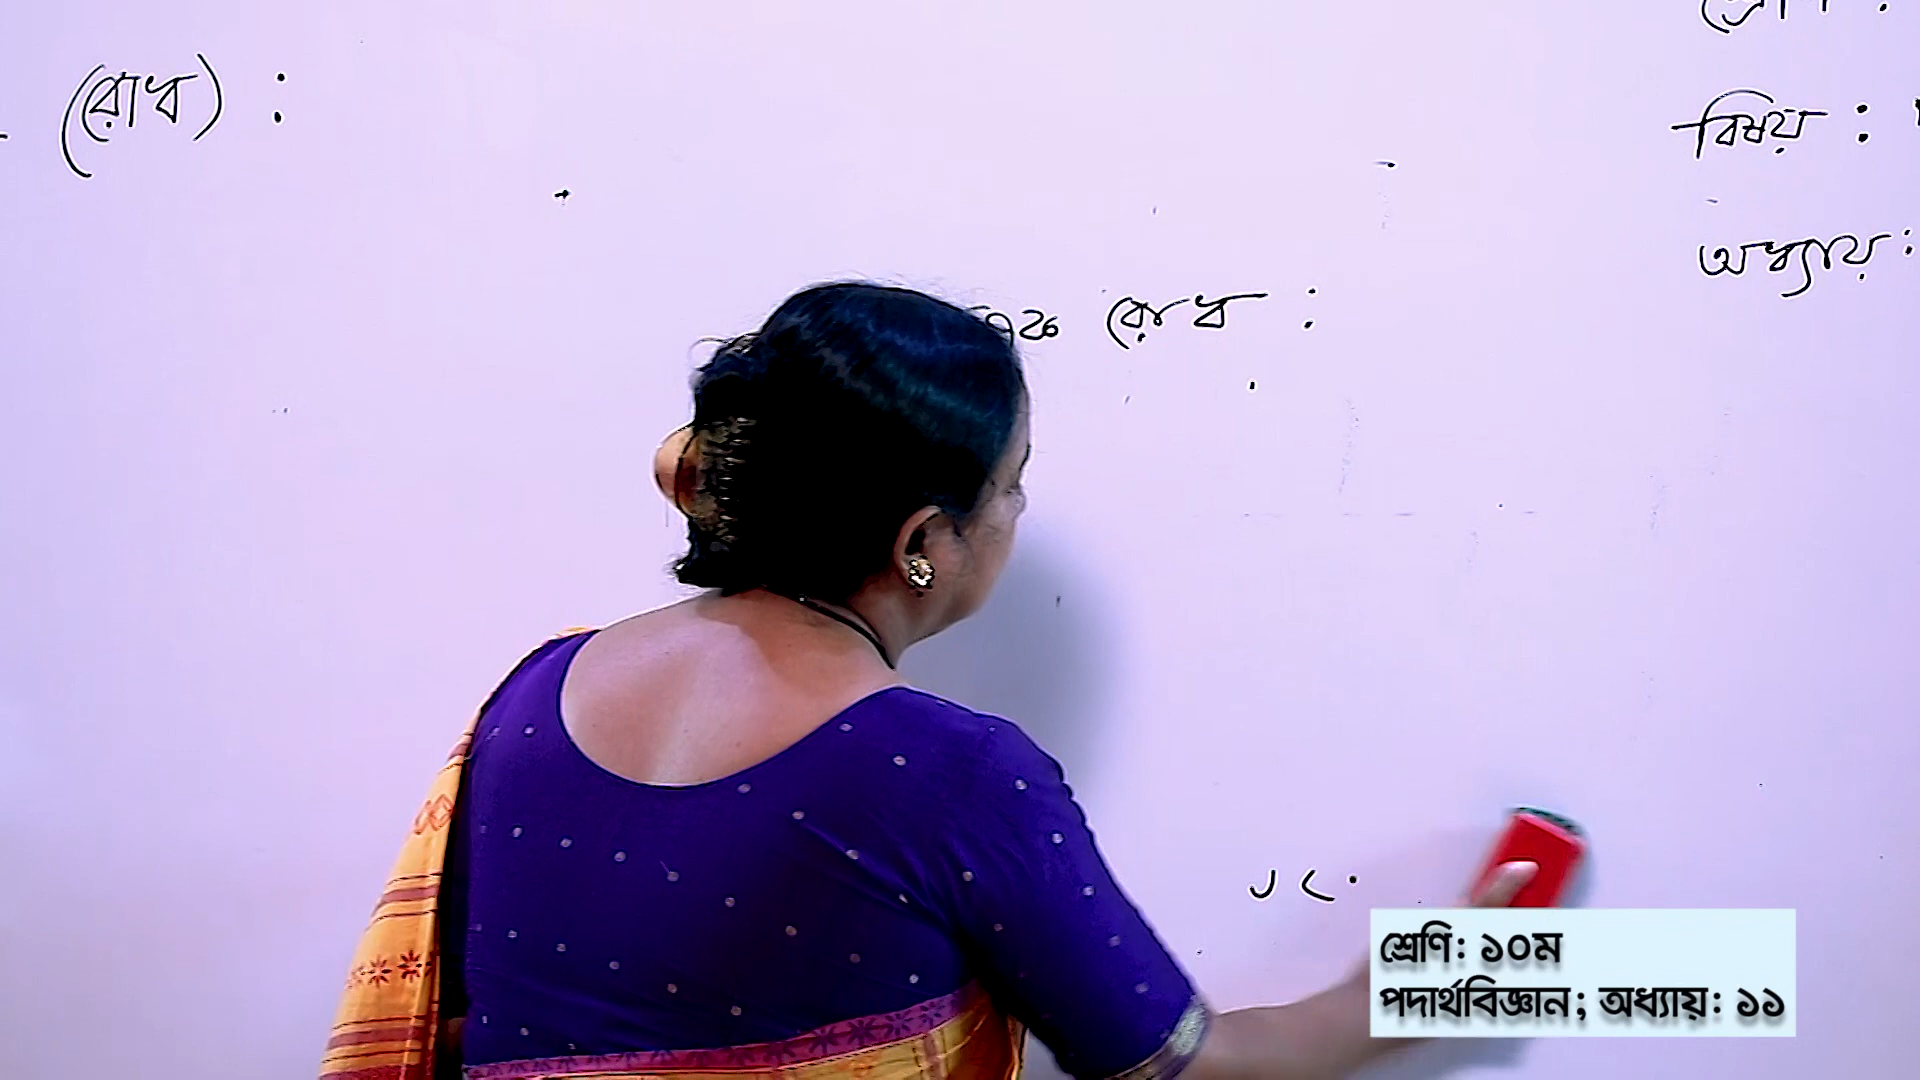 (রোধ) :
বিষয় :
অধ্যায় :
রোধ :
শ্রেণি: ১০ম
পদার্থবিজ্ঞান; অধ্যায়: ১১